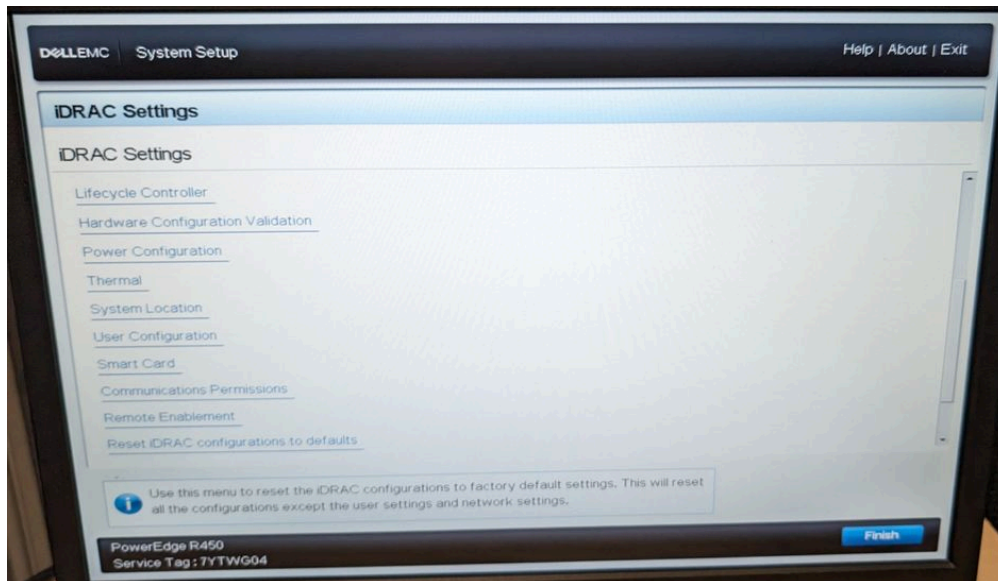 DELLEMC System Setup
Help | About | Exit
iDRAC Settings
iDRAC Settings
Lifecycle Controller
Hardware Configuration Validation
Power Configuration
Thermal
System Location
User Configuration
Smart Card
Communications Permissions
Remote Enablement
Reset iDRAC configurations to defaults
Use this menu to reset the iDRAC configurations to factory default settings. This will reset
all the configurations except the user settings and network settings.
PowerEdge R450
Service Tag : 7YTWG04
Finish